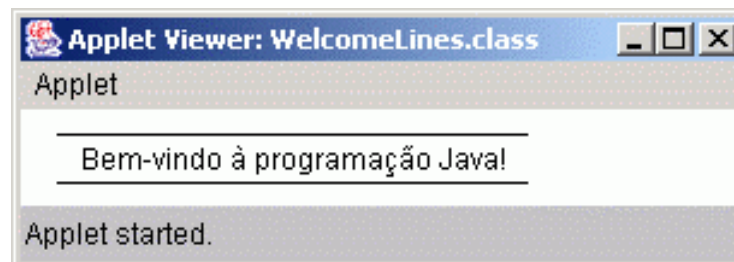 Applet Viewer: WelcomeLines.class
Applet
Bem-vindo à programação Java!
Applet started.